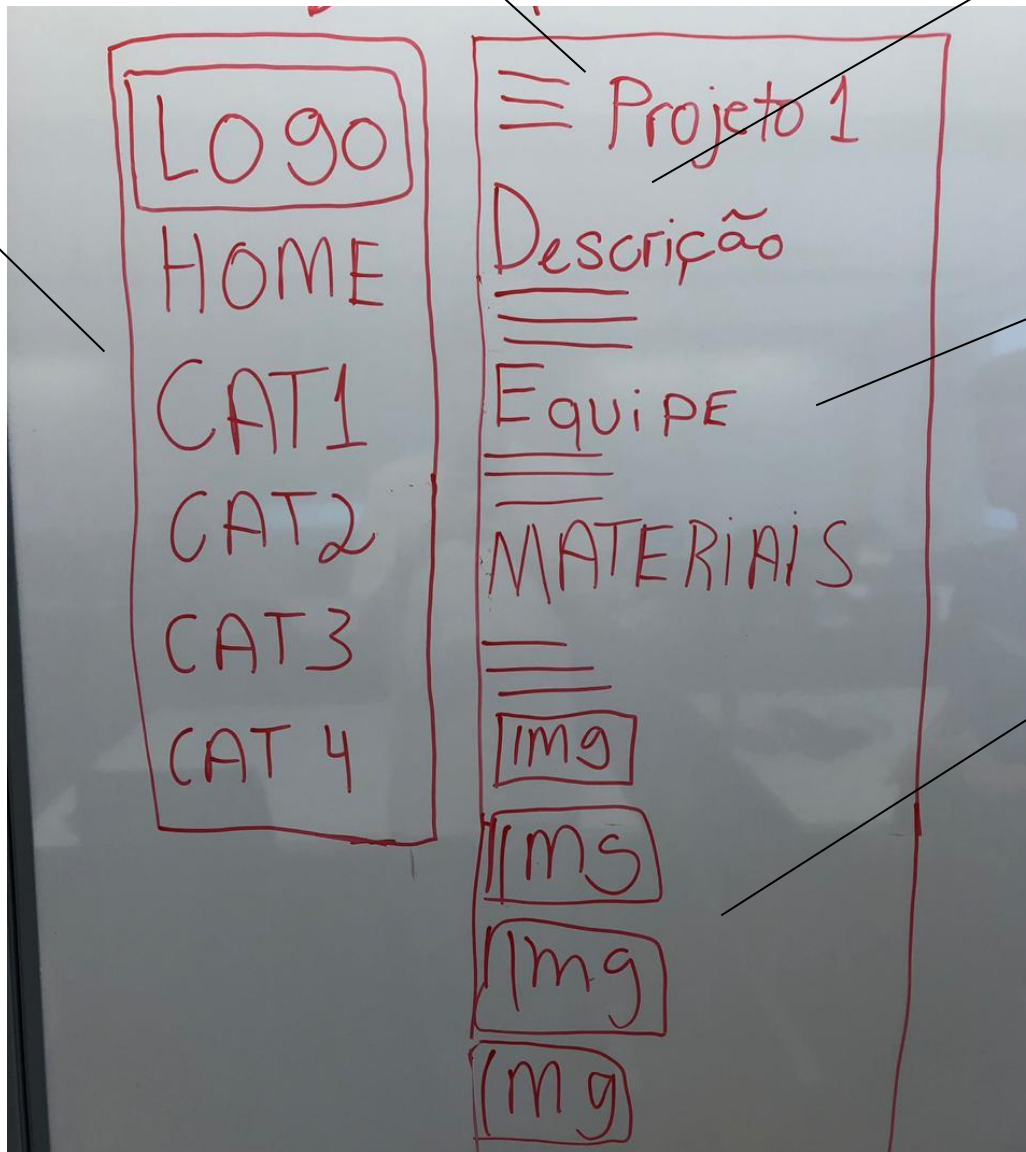 Logo
HOME
CAT1
CAT2
CAT3
CAT 4
Projeto 1
Descrição
EquiPE
MATERiAiS
img
img
img
img